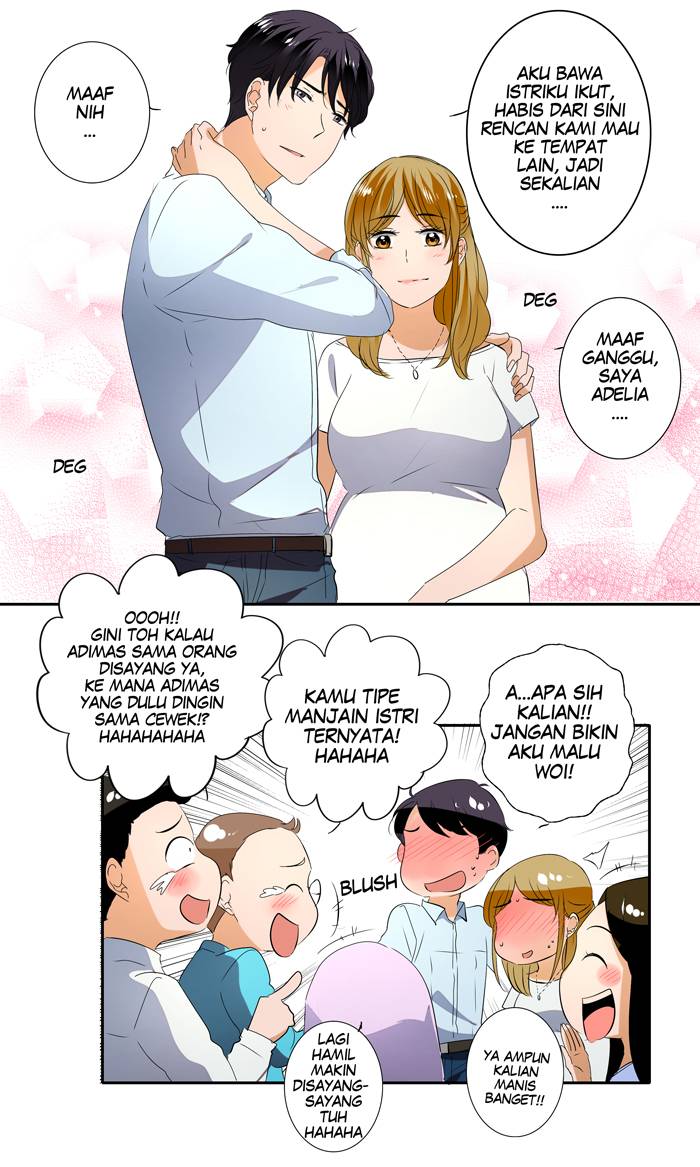 MAAF
NIH
...
AKU BAWA
ISTRIKU IKUT,
HABIS DARI SINI
RENCAN KAMI MAU
KE TEMPAT
LAIN, JADI
SEKALIAN
....
DEG
MAAF
GANGGU,
SAYA
ADELIA
....
DEG
OOOH!!
GINI TOH KALAU
ADIMAS SAMA ORANG
DISAYANG YA,
KE MANA ADIMAS
YANG DULU DINGIN
SAMA CEWEK!?
HAHAHAHAHA
KAMU TIPE
MANJAIN ISTRI
TERNYATA!
HAHAHA
A...APA SIH
KALIAN!!
JANGAN BIKIN
AKU MALU
WOI!
BLUSH
LAGI
HAMIL
MAKIN
DISAYANG-
SAYANG
TUH
HAHAHA
YA AMPUN
KALIAN
MANIS
BANGET!!